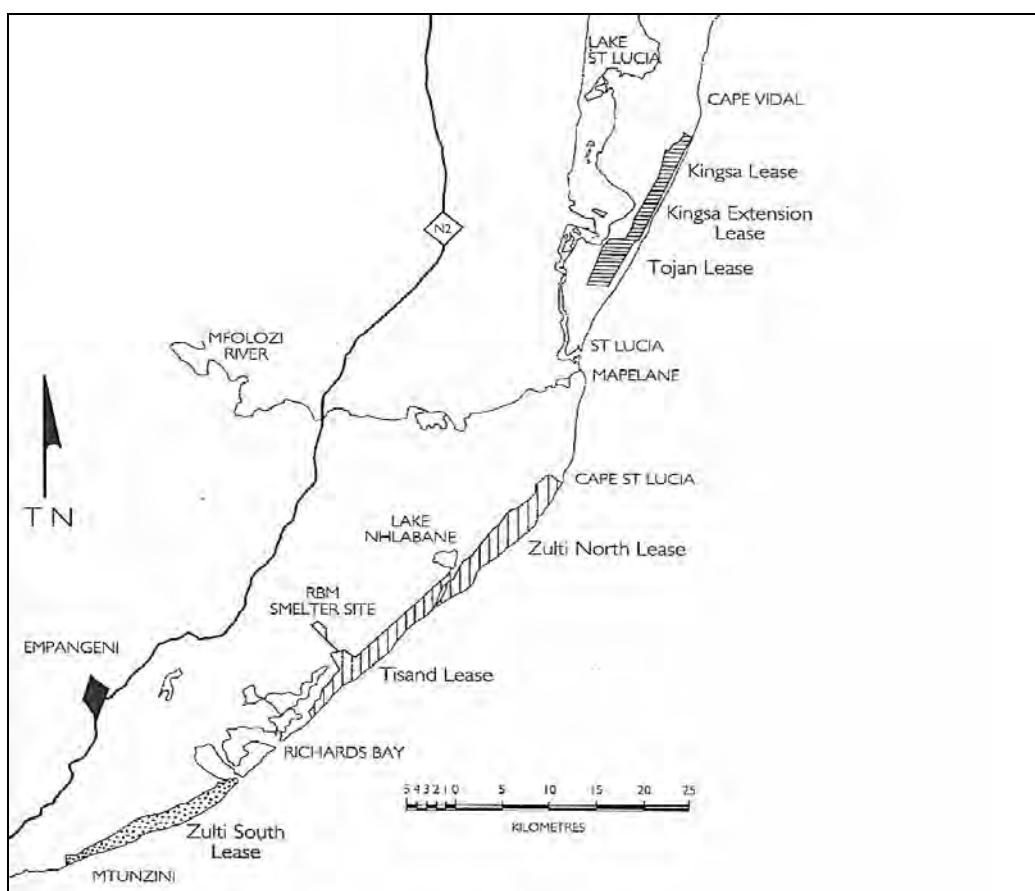 LAKE
ST LUCIA
CAPE VIDAL
Kingsa Lease
Kingsa Extension
Lease
N2
Tojan Lease
MFOLOZI
RIVER
ST LUCIA
MAPELANE
TN
CAPE ST LUCIA
LAKE
NHLABANE
Zulti North Lease
RBM
SMELTER SITE
EMPANGENI
Tisand Lease
RICHARDS BAY
5 4 3 2 1 0 5 10 15 20 25
KILOMETRES
Zulti South
Lease
MTUNZINI